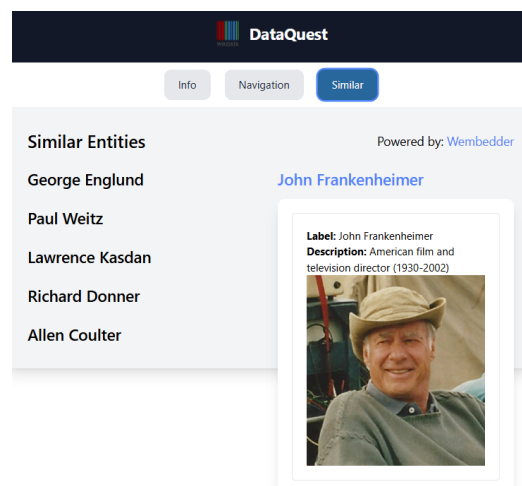 DataQuest
Info Navigation Similar
Similar Entities
Powered by: Wembedder
George Englund
John Frankenheimer
Paul Weitz
Lawrence Kasdan
Richard Donner
Allen Coulter
Label: John Frankenheimer
Description: American film and
television director (1930-2002)